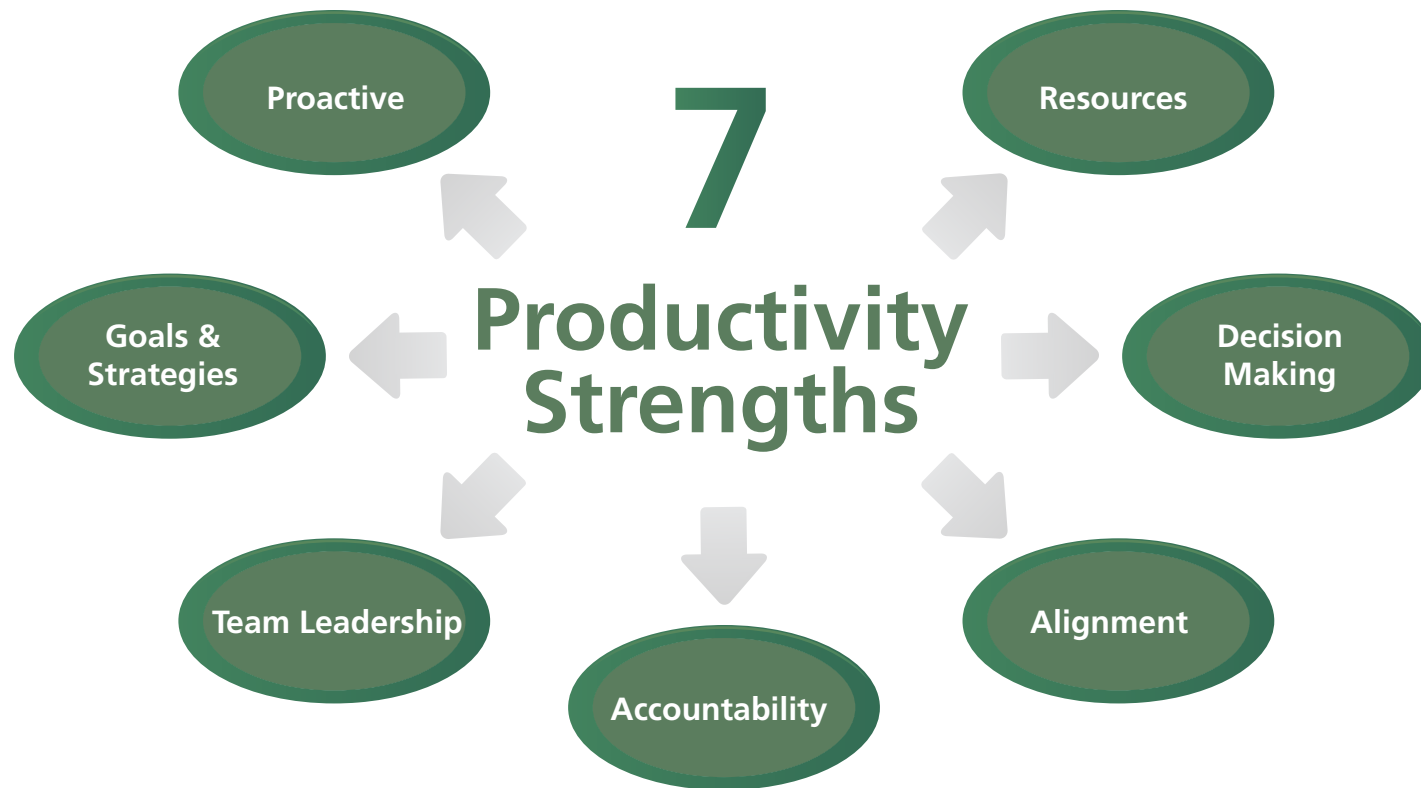 7
Productivity
Strengths
Proactive
Resources
Goals &
Strategies
Decision
Making
Team Leadership
Alignment
Accountability